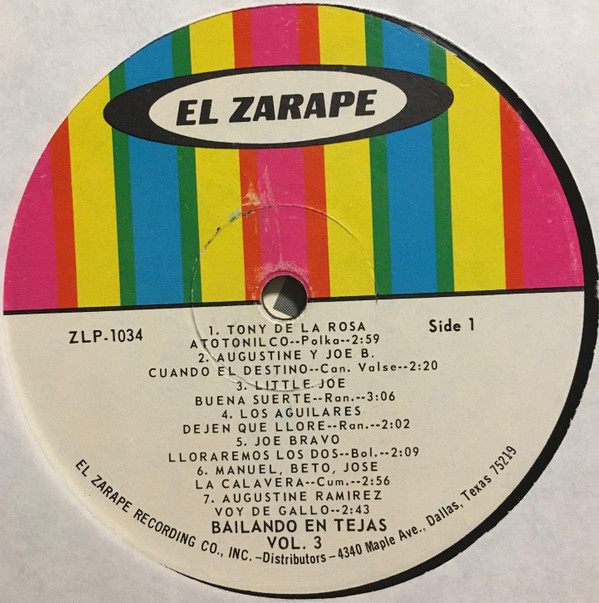 EL ZARAPE
ZLP-1034
Side 1
1. TONY DE LA ROSA
ATOTONILCO--Polka--2:59
2. AUGUSTINE Y JOE B.
CUANDO EL DESTINO--Can. Valse--2:20
3. LITTLE JOE
BUENA SUERTE--Ran.--3:06
4. LOS AGUILARES
DEJEN QUE LLORE--Ran.--2:02
5. JOE BRAVO
LLORAREMOS LOS DOS--Bol.--2:09
6. MANUEL, BETO, JOSE
LA CALAVERA--Cum.--2:56
7. AUGUSTINE RAMIREZ
VOY DE GALLO--2:43
BAILANDO EN TEJAS
VOL. 3
EL ZARAPE RECORDING CO., INC.--Distributors--4340 Maple Ave., Dallas, Texas 75219